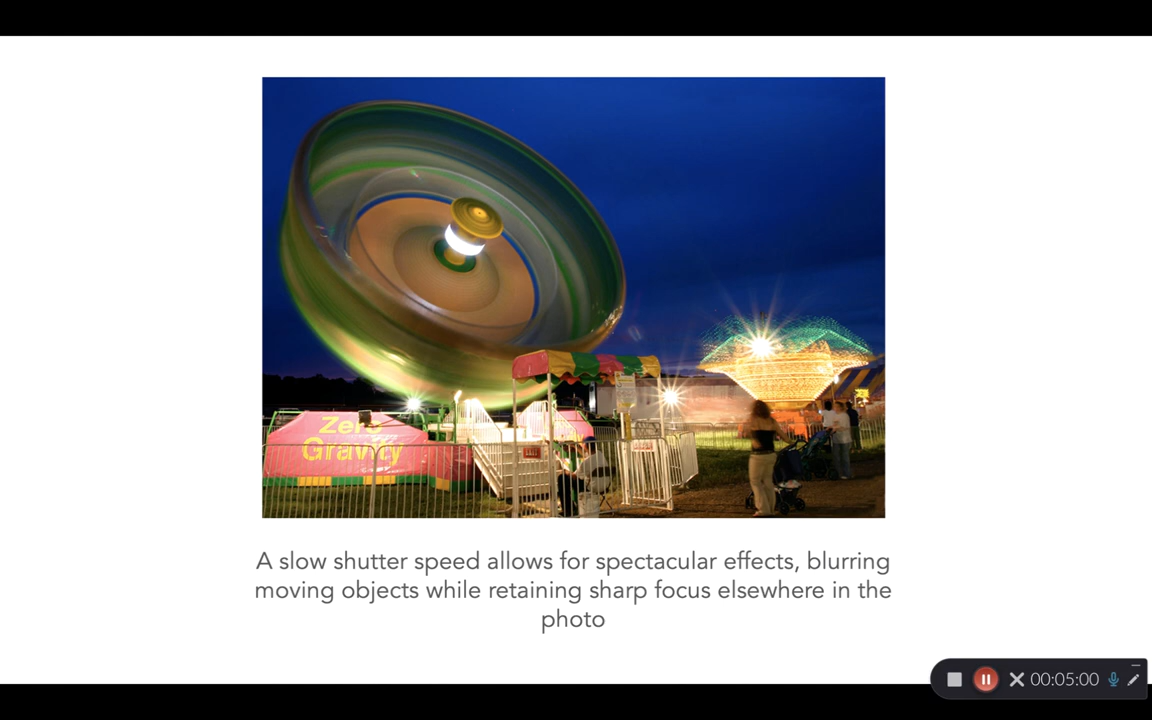 Zero
Gravity
EXIT
A slow shutter speed allows for spectacular effects, blurring
moving objects while retaining sharp focus elsewhere in the
photo
00:05:00